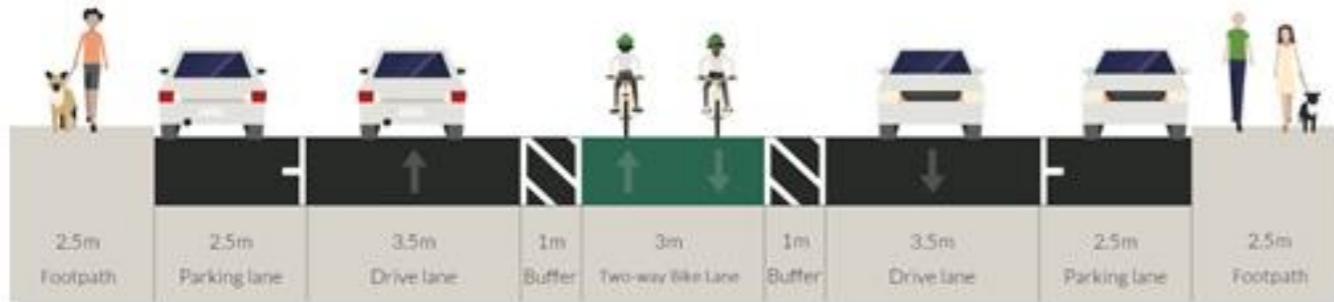 2.5m 2.5m 3.5m 1m 3m 1m 3.5m 2.5m 2.5m
Footpath Parking lane Drive lane Buffer Two-way Bike Lane Buffer Drive lane Parking lane Footpath